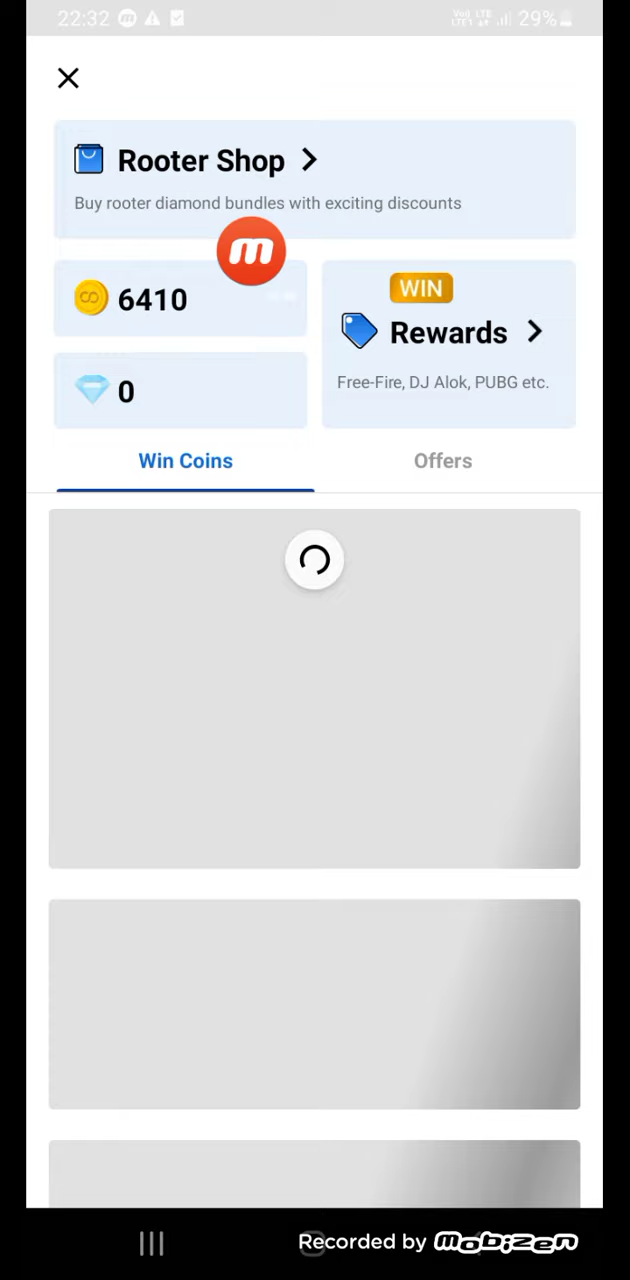 22:32
29%
Rooter Shop
Buy rooter diamond bundles with exciting discounts
m
6410
WIN
Rewards
0
Free-Fire, DJ Alok, PUBG etc.
Win Coins
Offers
Recorded by mobizen